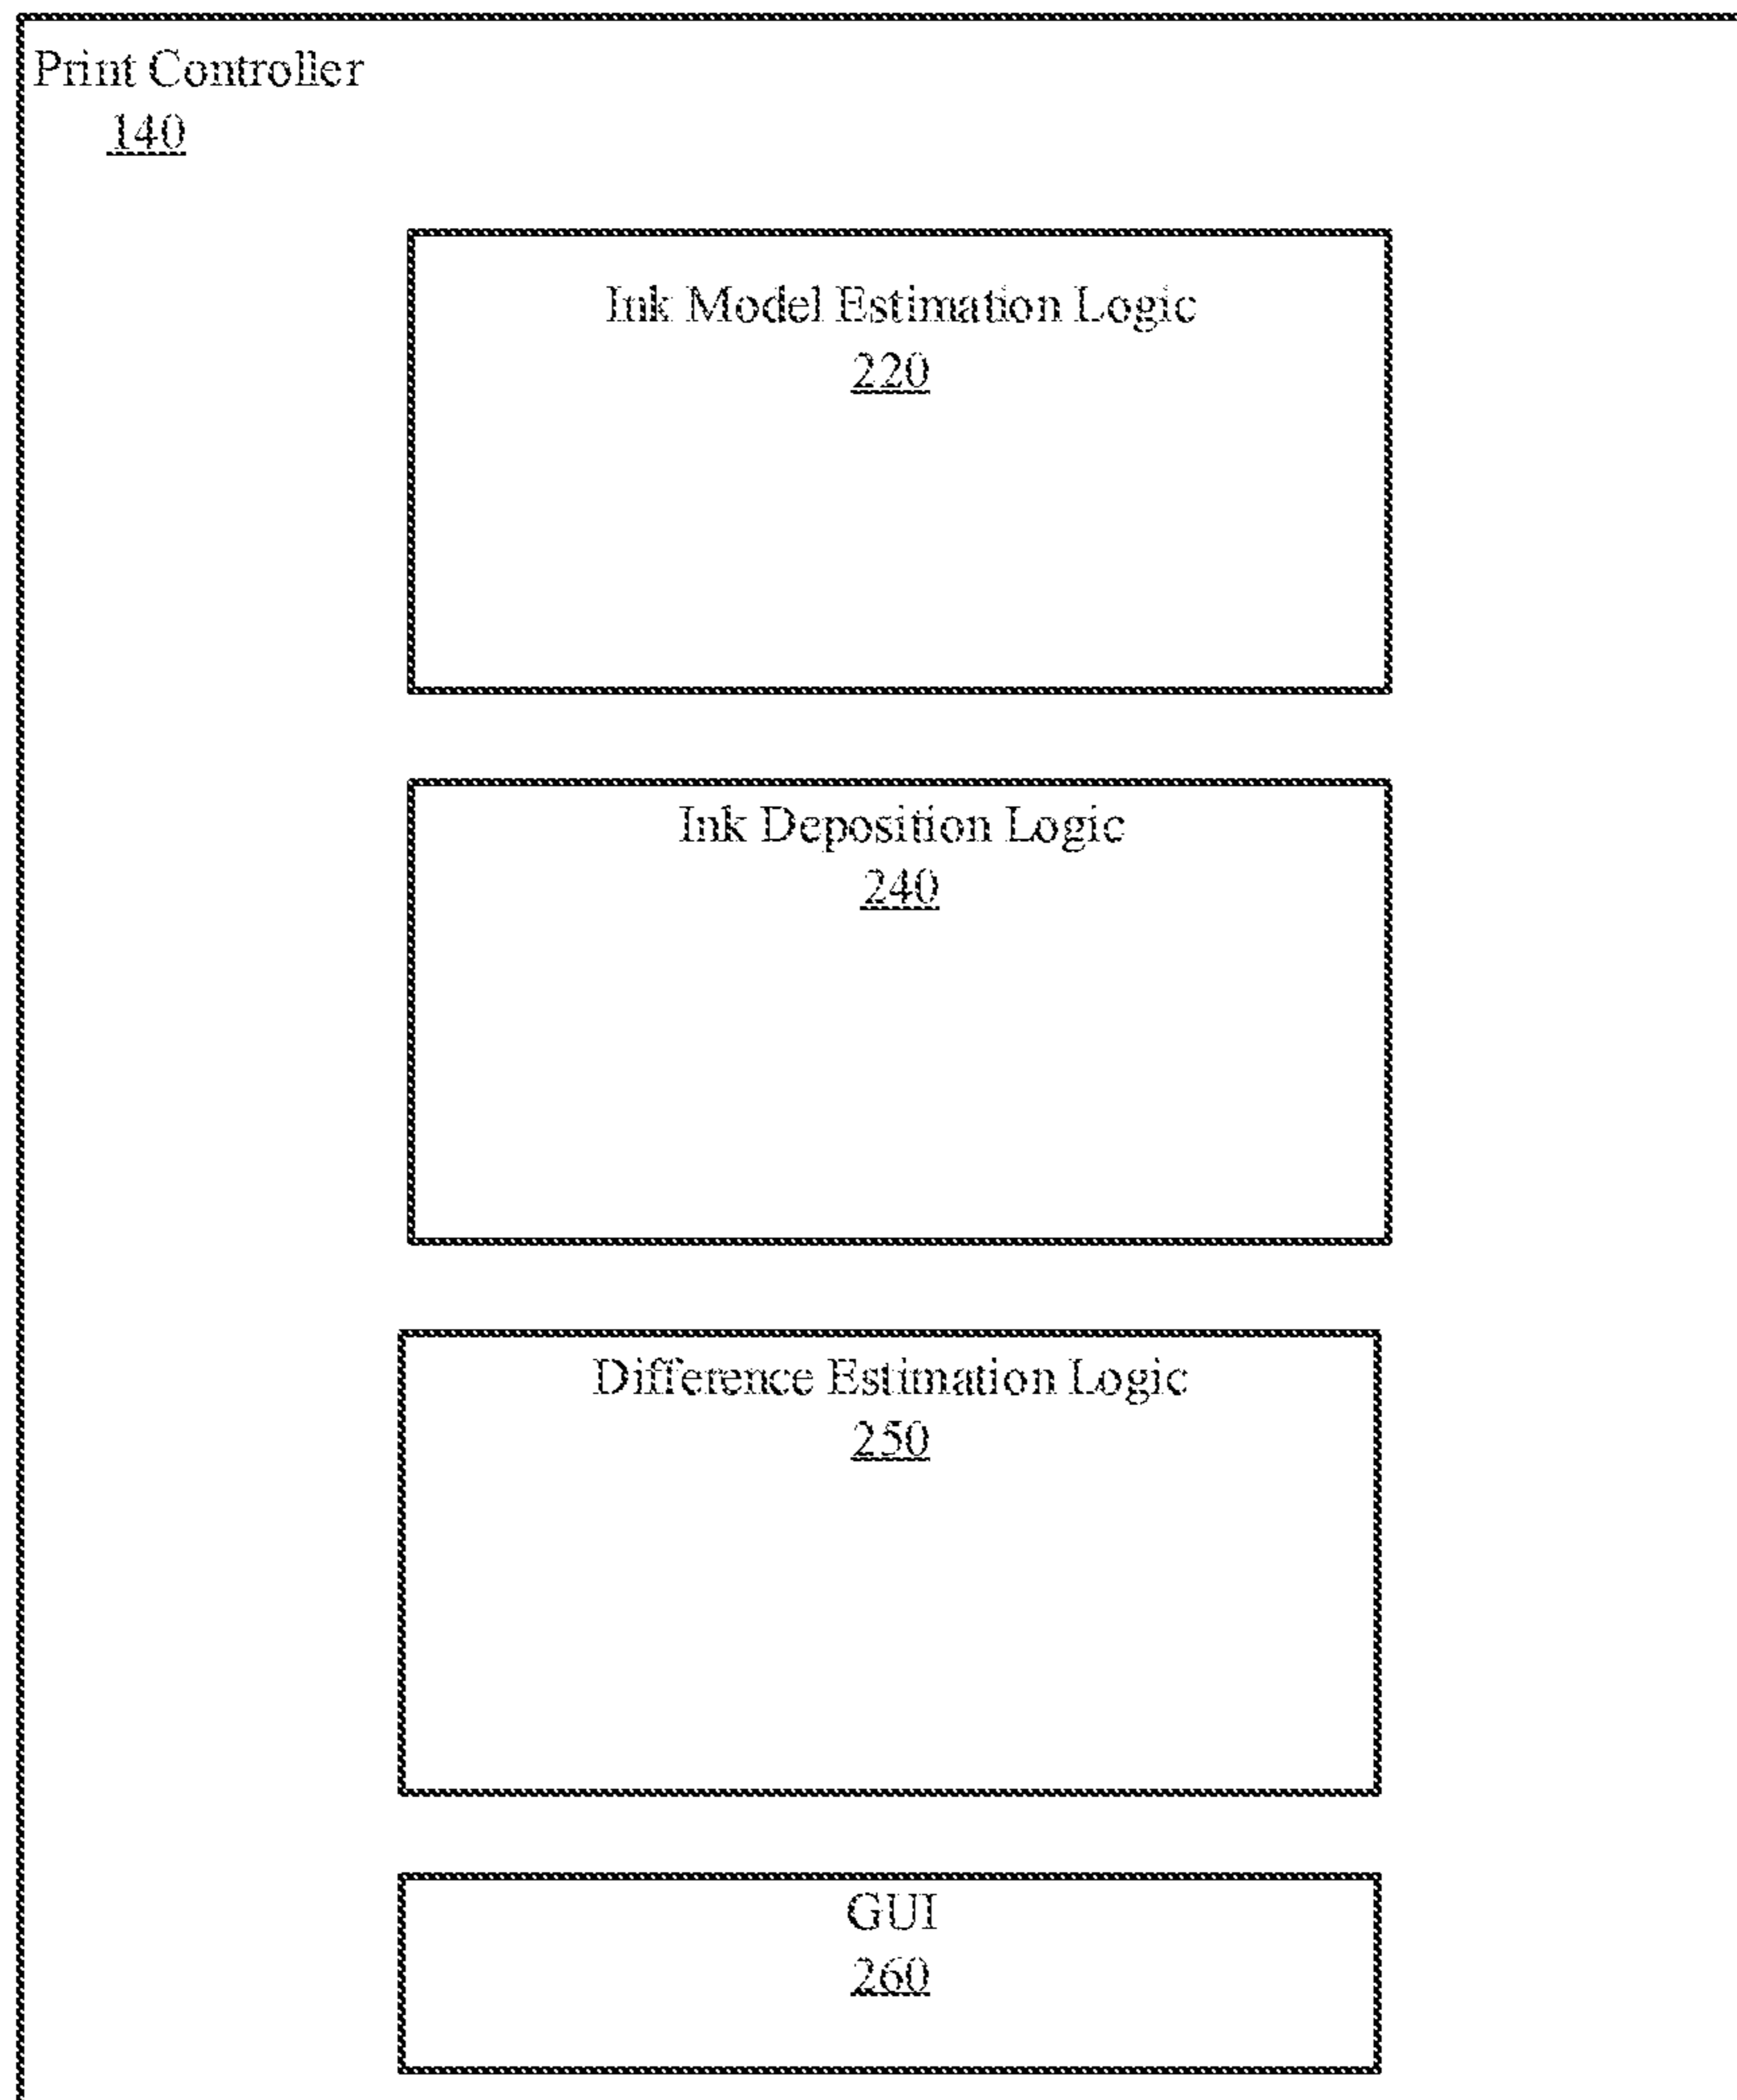 Print Controller
140
Ink Model Estimation Logic
220
Ink Deposition Logic
240
Difference Estimation Logic
250
GUI
260